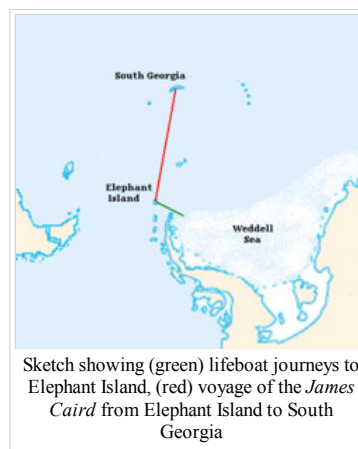 South Georgia
Elephant
Island
Weddell
Sea
Sketch showing (green) lifeboat journeys to
Elephant Island, (red) voyage of the James
Caird from Elephant Island to South
Georgia